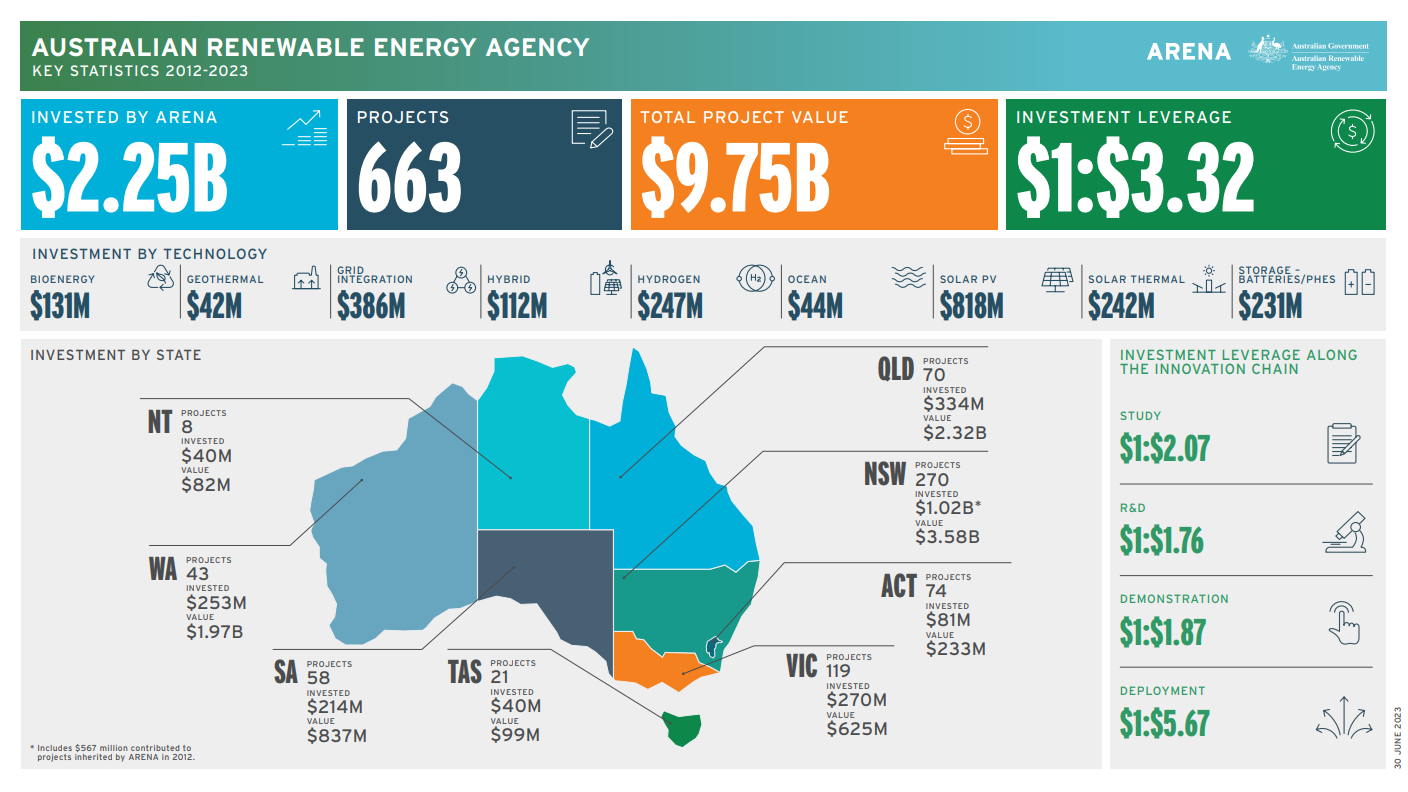 AUSTRALIAN RENEWABLE ENERGY AGENCY
KEY STATISTICS 2012-2023
ARENA
Australian Government
Australian Renewable
Energy Agency
INVESTED BY ARENA
$2.25B
PROJECTS
663
TOTAL PROJECT VALUE
$9.75B
INVESTMENT LEVERAGE
$1:$3.32
INVESTMENT BY TECHNOLOGY
BIOENERGY
$131M
GEOTHERMAL
$42M
GRID
INTEGRATION
$386M
HYBRID
$112M
HYDROGEN
$247M
H2
OCEAN
$44M
SOLAR PV
$818M
SOLAR THERMAL
$242M
STORAGE –
BATTERIES/PHES
$231M
INVESTMENT BY STATE
NT
PROJECTS
8
INVESTED
$40M
VALUE
$82M
WA
PROJECTS
43
INVESTED
$253M
VALUE
$1.97B
SA
PROJECTS
58
INVESTED
$214M
VALUE
$837M
TAS
PROJECTS
21
INVESTED
$40M
VALUE
$99M
QLD
PROJECTS
70
INVESTED
$334M
VALUE
$2.32B
NSW
PROJECTS
270
INVESTED
$1.02B*
VALUE
$3.58B
ACT
PROJECTS
74
INVESTED
$81M
VALUE
$233M
VIC
PROJECTS
119
INVESTED
$270M
VALUE
$625M
* Includes $567 million contributed to
projects inherited by ARENA in 2012.
INVESTMENT LEVERAGE ALONG
THE INNOVATION CHAIN
STUDY
$1:$2.07
R&D
$1:$1.76
DEMONSTRATION
$1:$1.87
DEPLOYMENT
$1:$5.67
30 JUNE 2023